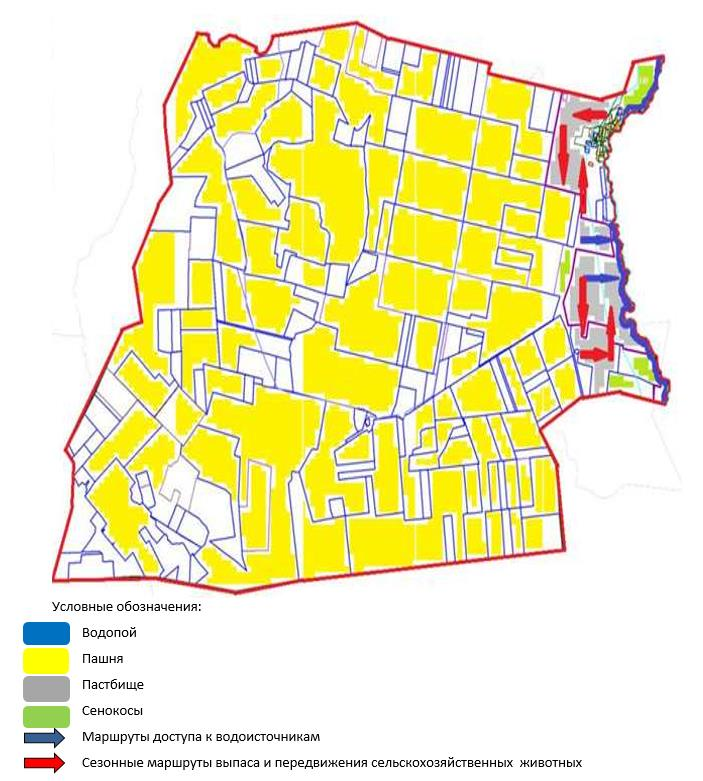 Условные обозначения:
Водопой
Пашня
Пастбище
Сенокосы
Маршруты доступа к водоисточникам
Сезонные маршруты выпаса и передвижения сельскохозяйственных животных